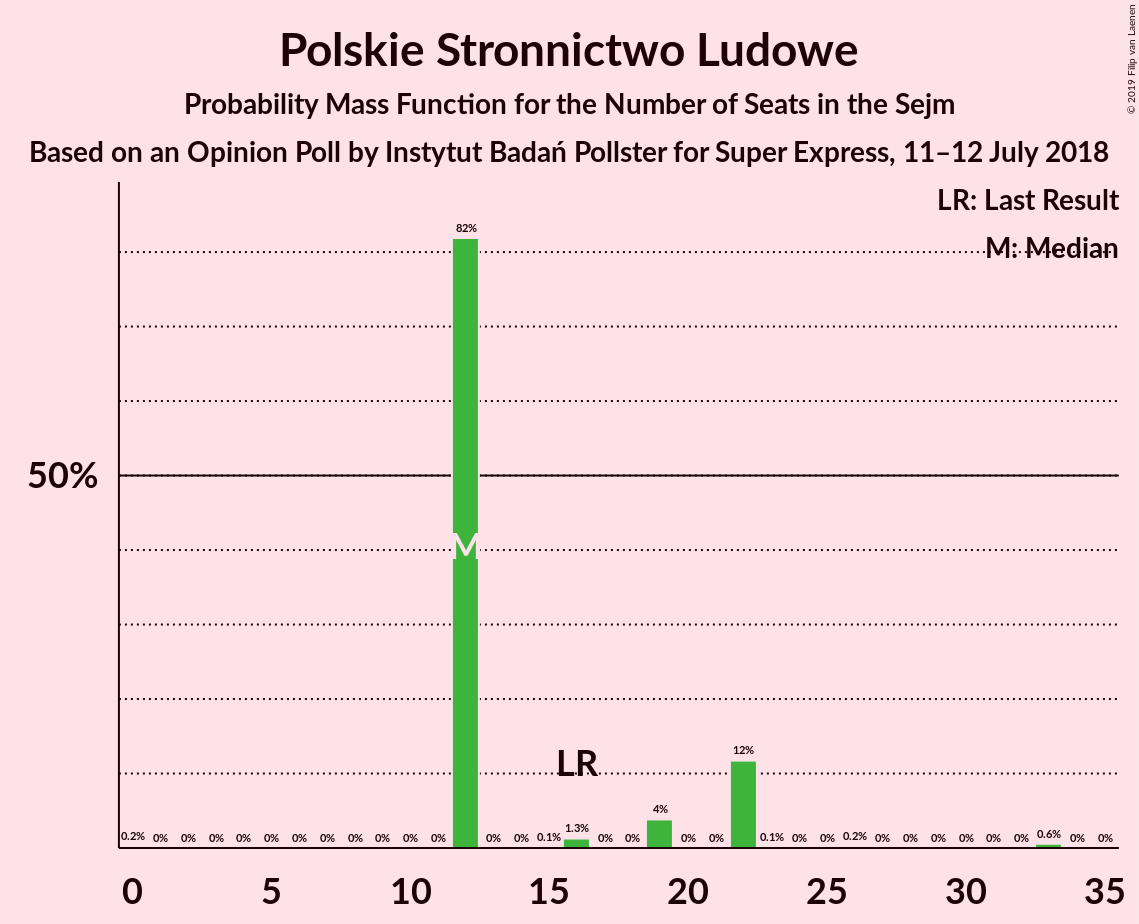 Polskie Stronnictwo Ludowe
Probability Mass Function for the Number of Seats in the Sejm
Based on an Opinion Poll by Instytut Badań Pollster for Super Express, 11–12 July 2018
© 2019 Filip van Laenen
LR: Last Result
M: Median
82%
50%
M
LR
12%
4%
0.2% 0% 0% 0% 0% 0% 0% 0% 0% 0% 0% 0% 0% 0% 0.1% 1.3% 0% 0% 0% 0% 0.1% 0% 0% 0.2% 0% 0% 0% 0% 0% 0% 0.6% 0% 0%
0 5 10 15 20 25 30 35